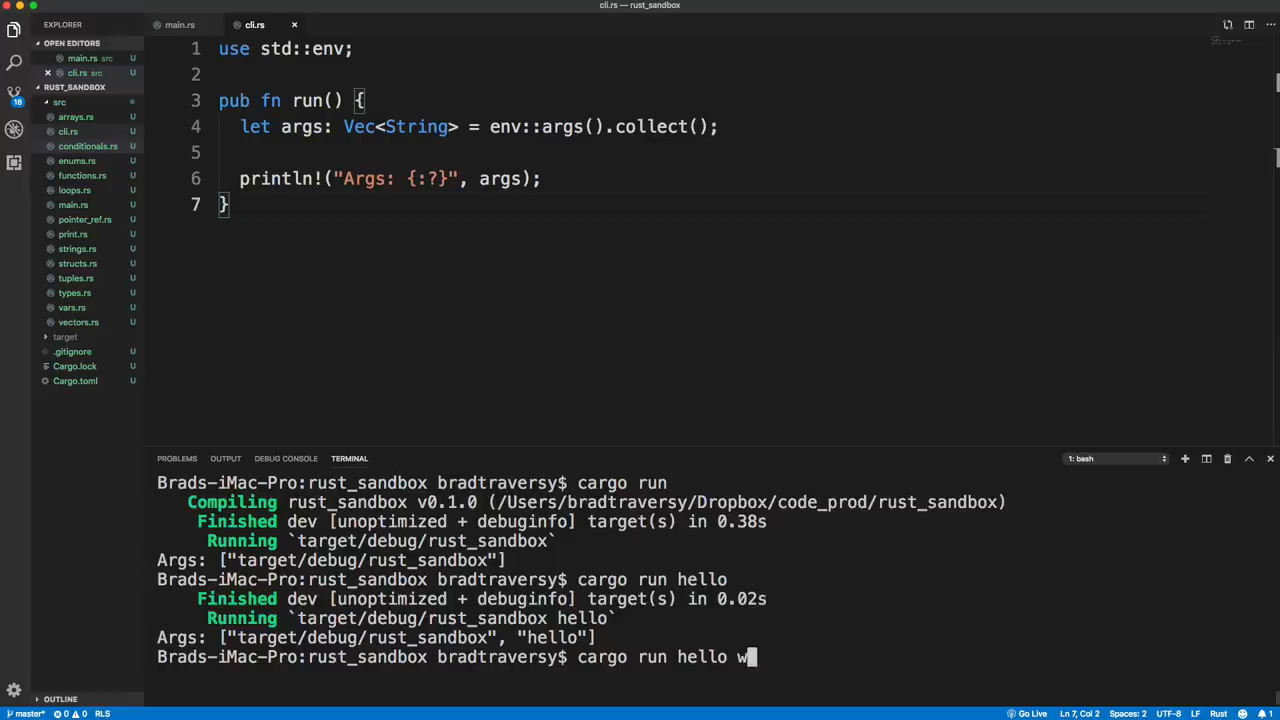 cli.rs — rust_sandbox
EXPLORER
main.rs
cli.rs
OPEN EDITORS
main.rs src U
cli.rs src U
RUST_SANDBOX
src
arrays.rs U
cli.rs U
conditionals.rs U
enums.rs U
functions.rs U
loops.rs U
main.rs U
pointer_ref.rs U
print.rs U
strings.rs U
structs.rs U
tuples.rs U
types.rs U
vars.rs U
vectors.rs U
target
.gitignore U
Cargo.lock U
Cargo.toml U
OUTLINE
18
1 use std::env;
2
3 pub fn run() {
4 let args: Vec<String> = env::args().collect();
5
6 println!("Args: {:?}", args);
7 }
PROBLEMS OUTPUT DEBUG CONSOLE TERMINAL 1: bash
Brads-iMac-Pro:rust_sandbox bradtraversy$ cargo run
Compiling rust_sandbox v0.1.0 (/Users/bradtraversy/Dropbox/code_prod/rust_sandbox)
Finished dev [unoptimized + debuginfo] target(s) in 0.38s
Running `target/debug/rust_sandbox`
Args: ["target/debug/rust_sandbox"]
Brads-iMac-Pro:rust_sandbox bradtraversy$ cargo run hello
Finished dev [unoptimized + debuginfo] target(s) in 0.02s
Running `target/debug/rust_sandbox hello`
Args: ["target/debug/rust_sandbox", "hello"]
Brads-iMac-Pro:rust_sandbox bradtraversy$ cargo run hello w
master* 0 0 RLS Go Live Ln 7, Col 2 Spaces: 2 UTF-8 LF Rust 1